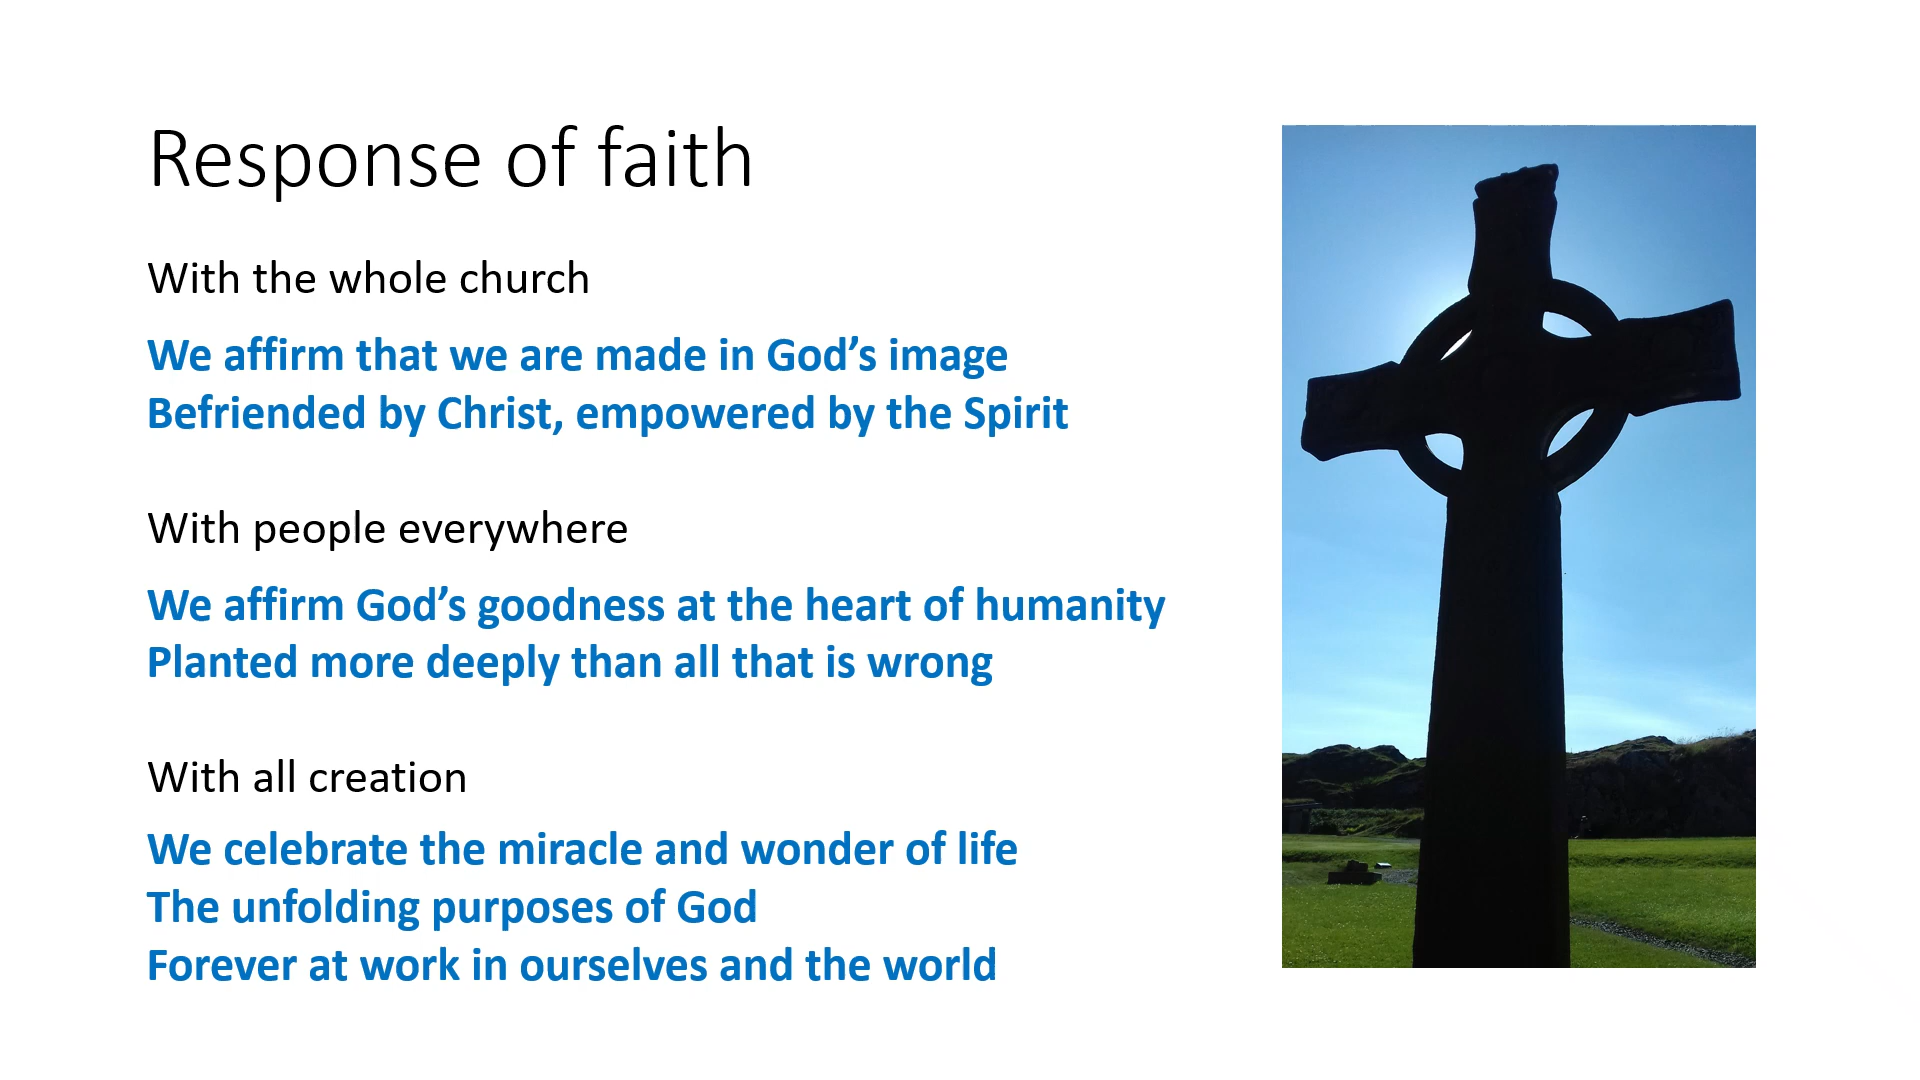 Response of faith
With the whole church
We affirm that we are made in God’s image
Befriended by Christ, empowered by the Spirit
With people everywhere
We affirm God’s goodness at the heart of humanity
Planted more deeply than all that is wrong
With all creation
We celebrate the miracle and wonder of life
The unfolding purposes of God
Forever at work in ourselves and the world